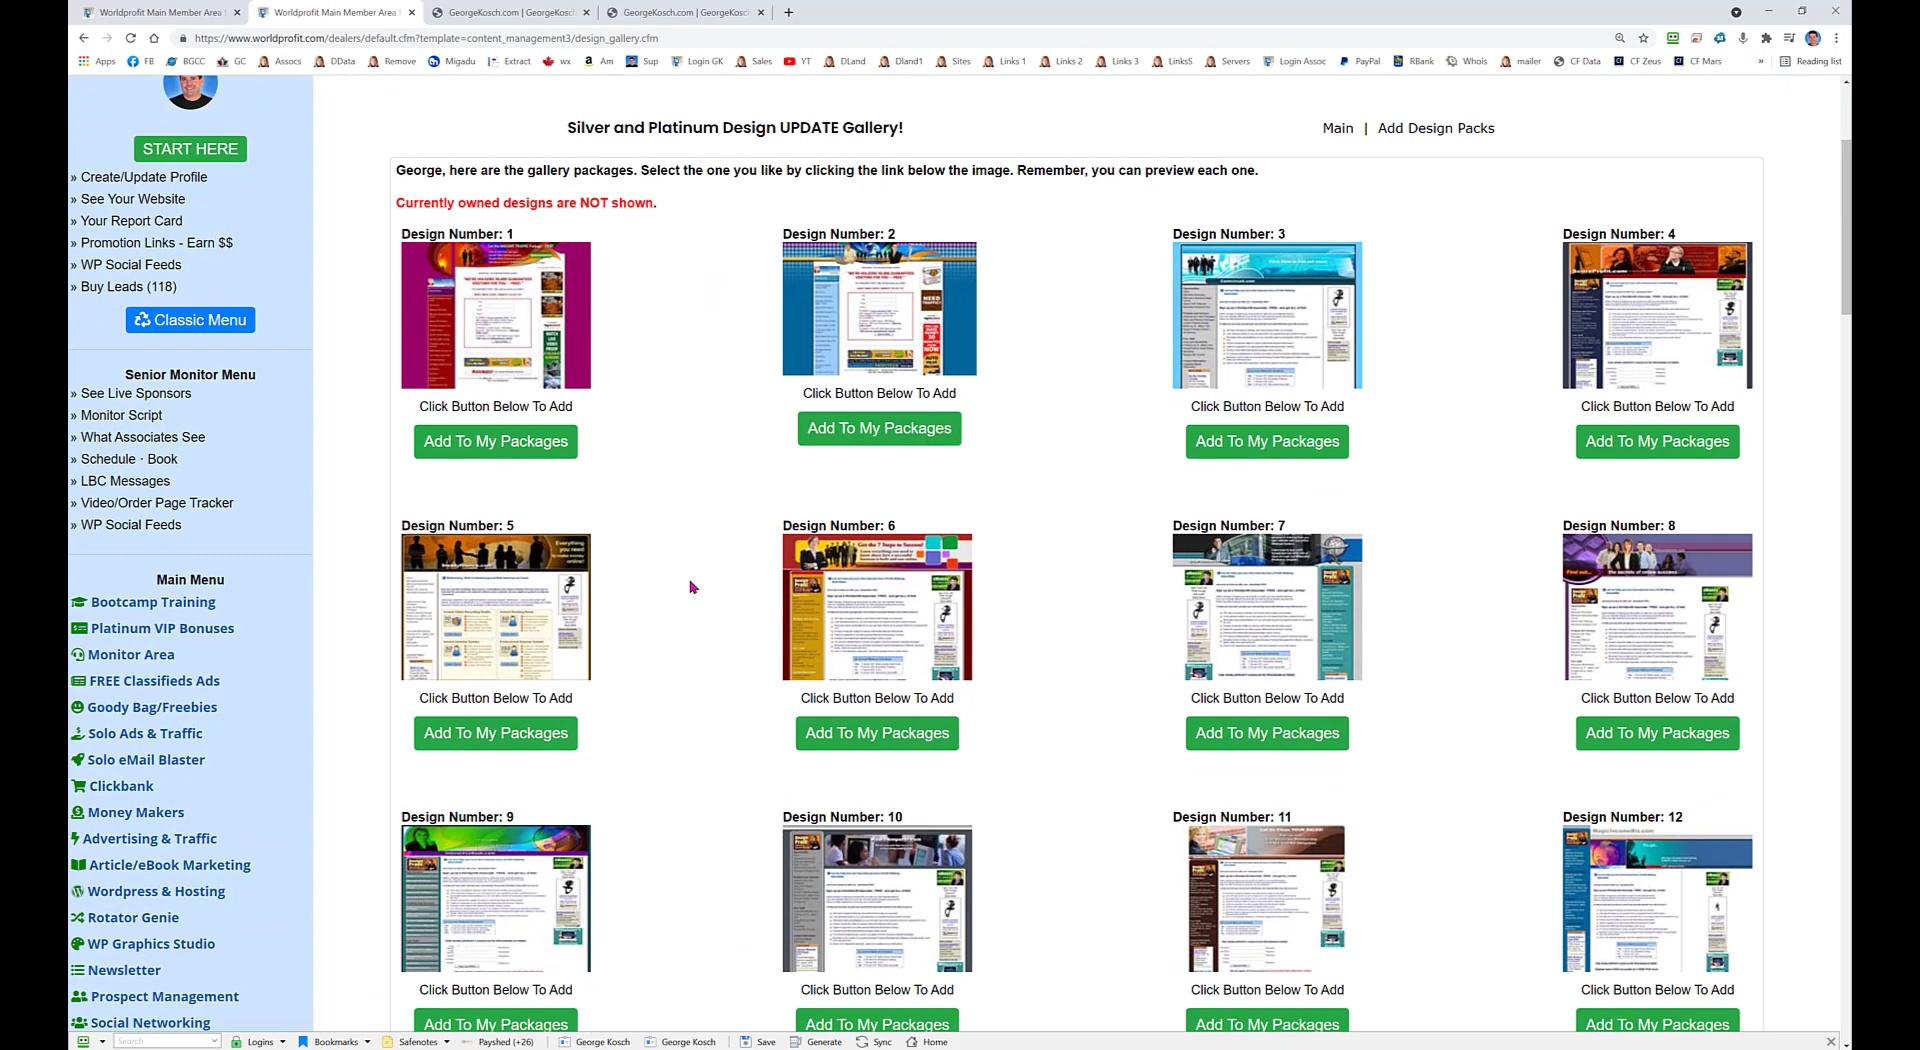 Worldprofit Main Member Area
Worldprofit Main Member Area
GeorgeKosch.com | GeorgeKosch
GeorgeKosch.com | GeorgeKosch
https://www.worldprofit.com/dealers/default.cfm?template=content_management3/design_gallery.cfm
Apps FB BGCC GC Assocs DData Remove Migadu Extract wx Am Sup Login GK Sales YT DLand DLand1 Sites Links 1 Links 2 Links 3 LinksS Servers Login Assoc PayPal RBank Whois mailer CF Data CF Zeus CF Mars » Reading list
START HERE
» Create/Update Profile
» See Your Website
» Your Report Card
» Promotion Links - Earn $$
» WP Social Feeds
» Buy Leads (118)
Classic Menu
Senior Monitor Menu
» See Live Sponsors
» Monitor Script
» What Associates See
» Schedule · Book
» LBC Messages
» Video/Order Page Tracker
» WP Social Feeds
Main Menu
Bootcamp Training
Platinum VIP Bonuses
Monitor Area
FREE Classifieds Ads
Goody Bag/Freebies
Solo Ads & Traffic
Solo eMail Blaster
Clickbank
Money Makers
Advertising & Traffic
Article/eBook Marketing
Wordpress & Hosting
Rotator Genie
WP Graphics Studio
Newsletter
Prospect Management
Social Networking
Silver and Platinum Design UPDATE Gallery!
Main | Add Design Packs
George, here are the gallery packages. Select the one you like by clicking the link below the image. Remember, you can preview each one.
Currently owned designs are NOT shown.
Design Number: 1 Design Number: 2 Design Number: 3 Design Number: 4
NEED
Click Button Below To Add Click Button Below To Add Click Button Below To Add Click Button Below To Add
Add To My Packages Add To My Packages Add To My Packages Add To My Packages
Design Number: 5 Design Number: 6 Design Number: 7 Design Number: 8
Everything
you need
Get the 7 Steps to Success!
Click Button Below To Add Click Button Below To Add Click Button Below To Add Click Button Below To Add
Add To My Packages Add To My Packages Add To My Packages Add To My Packages
Design Number: 9 Design Number: 10 Design Number: 11 Design Number: 12
Click Button Below To Add Click Button Below To Add Click Button Below To Add Click Button Below To Add
Add To My Packages Add To My Packages Add To My Packages Add To My Packages
Search Logins Bookmarks Safenotes Payshed (+26) George Kosch George Kosch Save Generate Sync Home